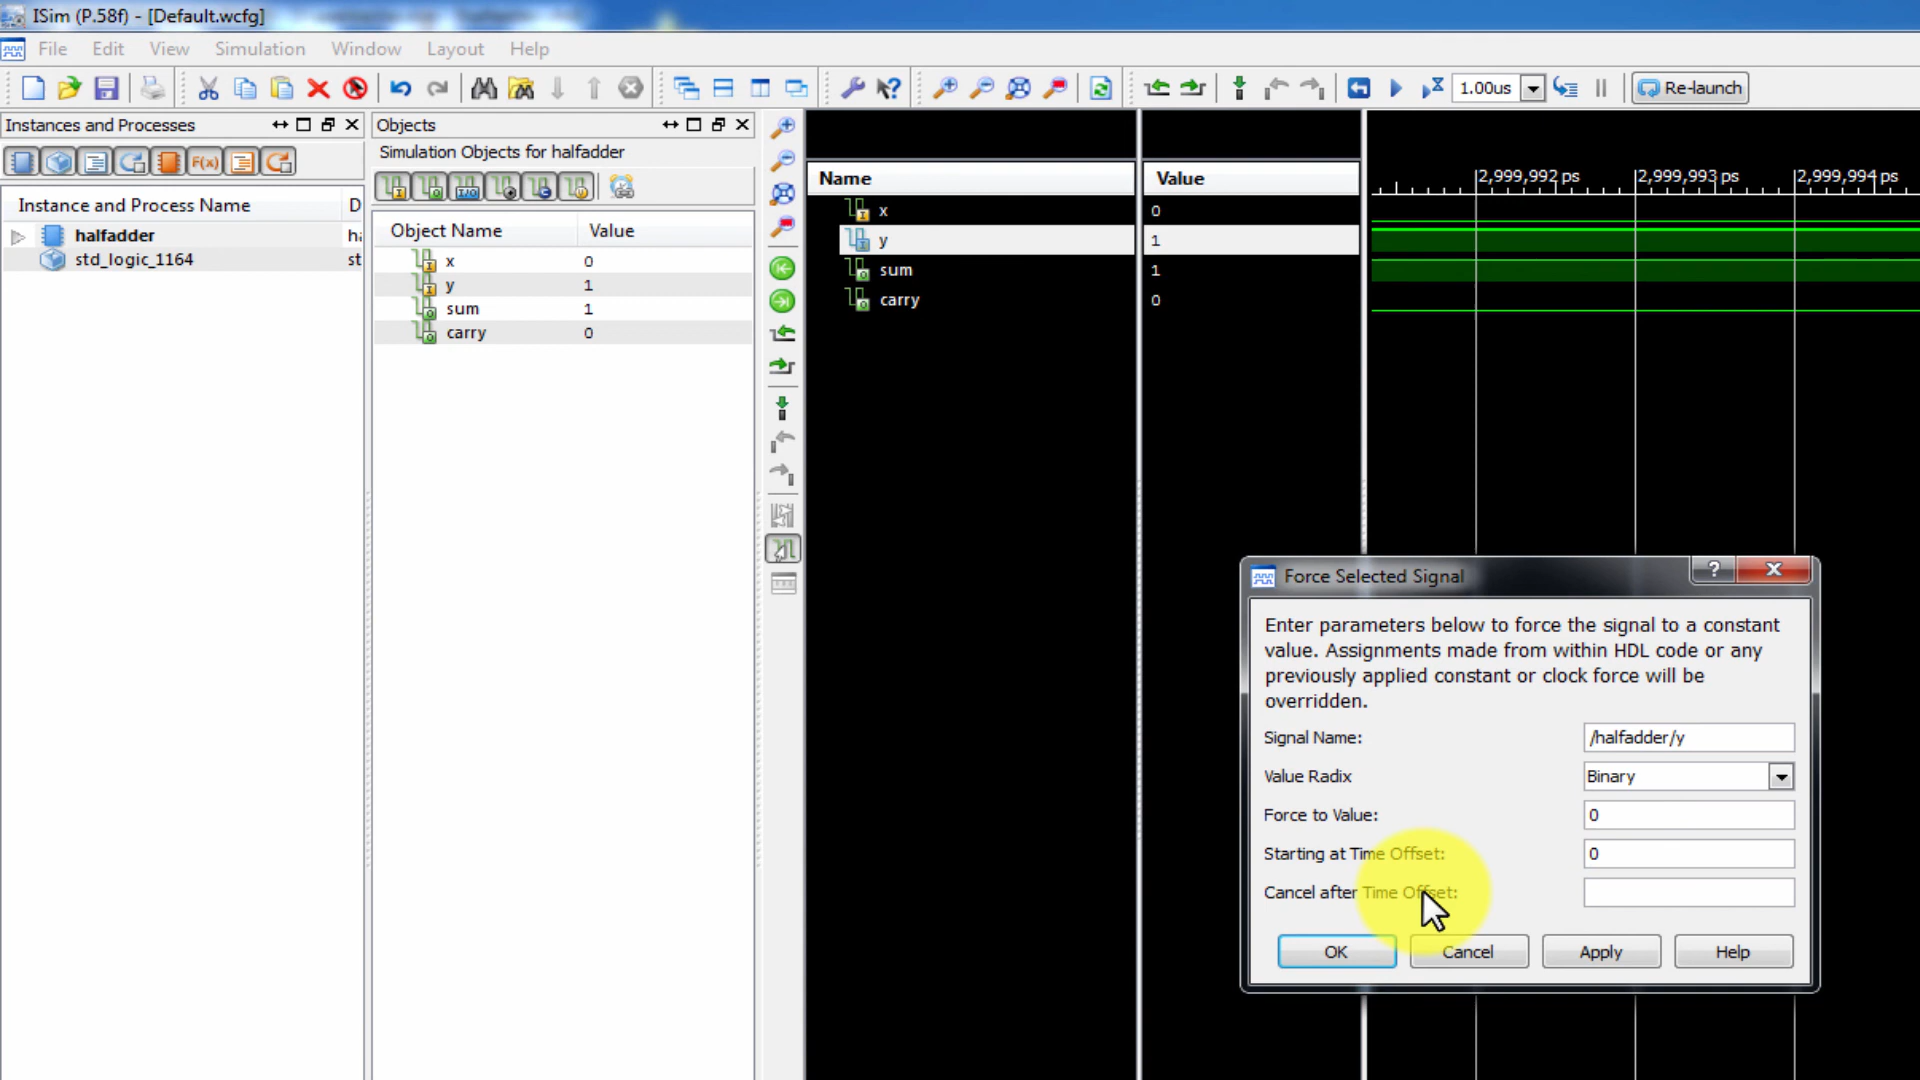 ISim (P.58f) - [Default.wcfg]
File Edit View Simulation Window Layout Help
1.00us Re-launch
Instances and Processes
Instance and Process Name D
halfadder ha
std_logic_1164 st
Objects
Simulation Objects for halfadder
Object Name Value
x 0
y 1
sum 1
carry 0
Name Value
x 0
y 1
sum 1
carry 0
2,999,992 ps 2,999,993 ps 2,999,994 ps
Force Selected Signal
Enter parameters below to force the signal to a constant
value. Assignments made from within HDL code or any
previously applied constant or clock force will be
overridden.
Signal Name: /halfadder/y
Value Radix Binary
Force to Value: 0
Starting at Time Offset: 0
Cancel after Time Offset:
OK Cancel Apply Help